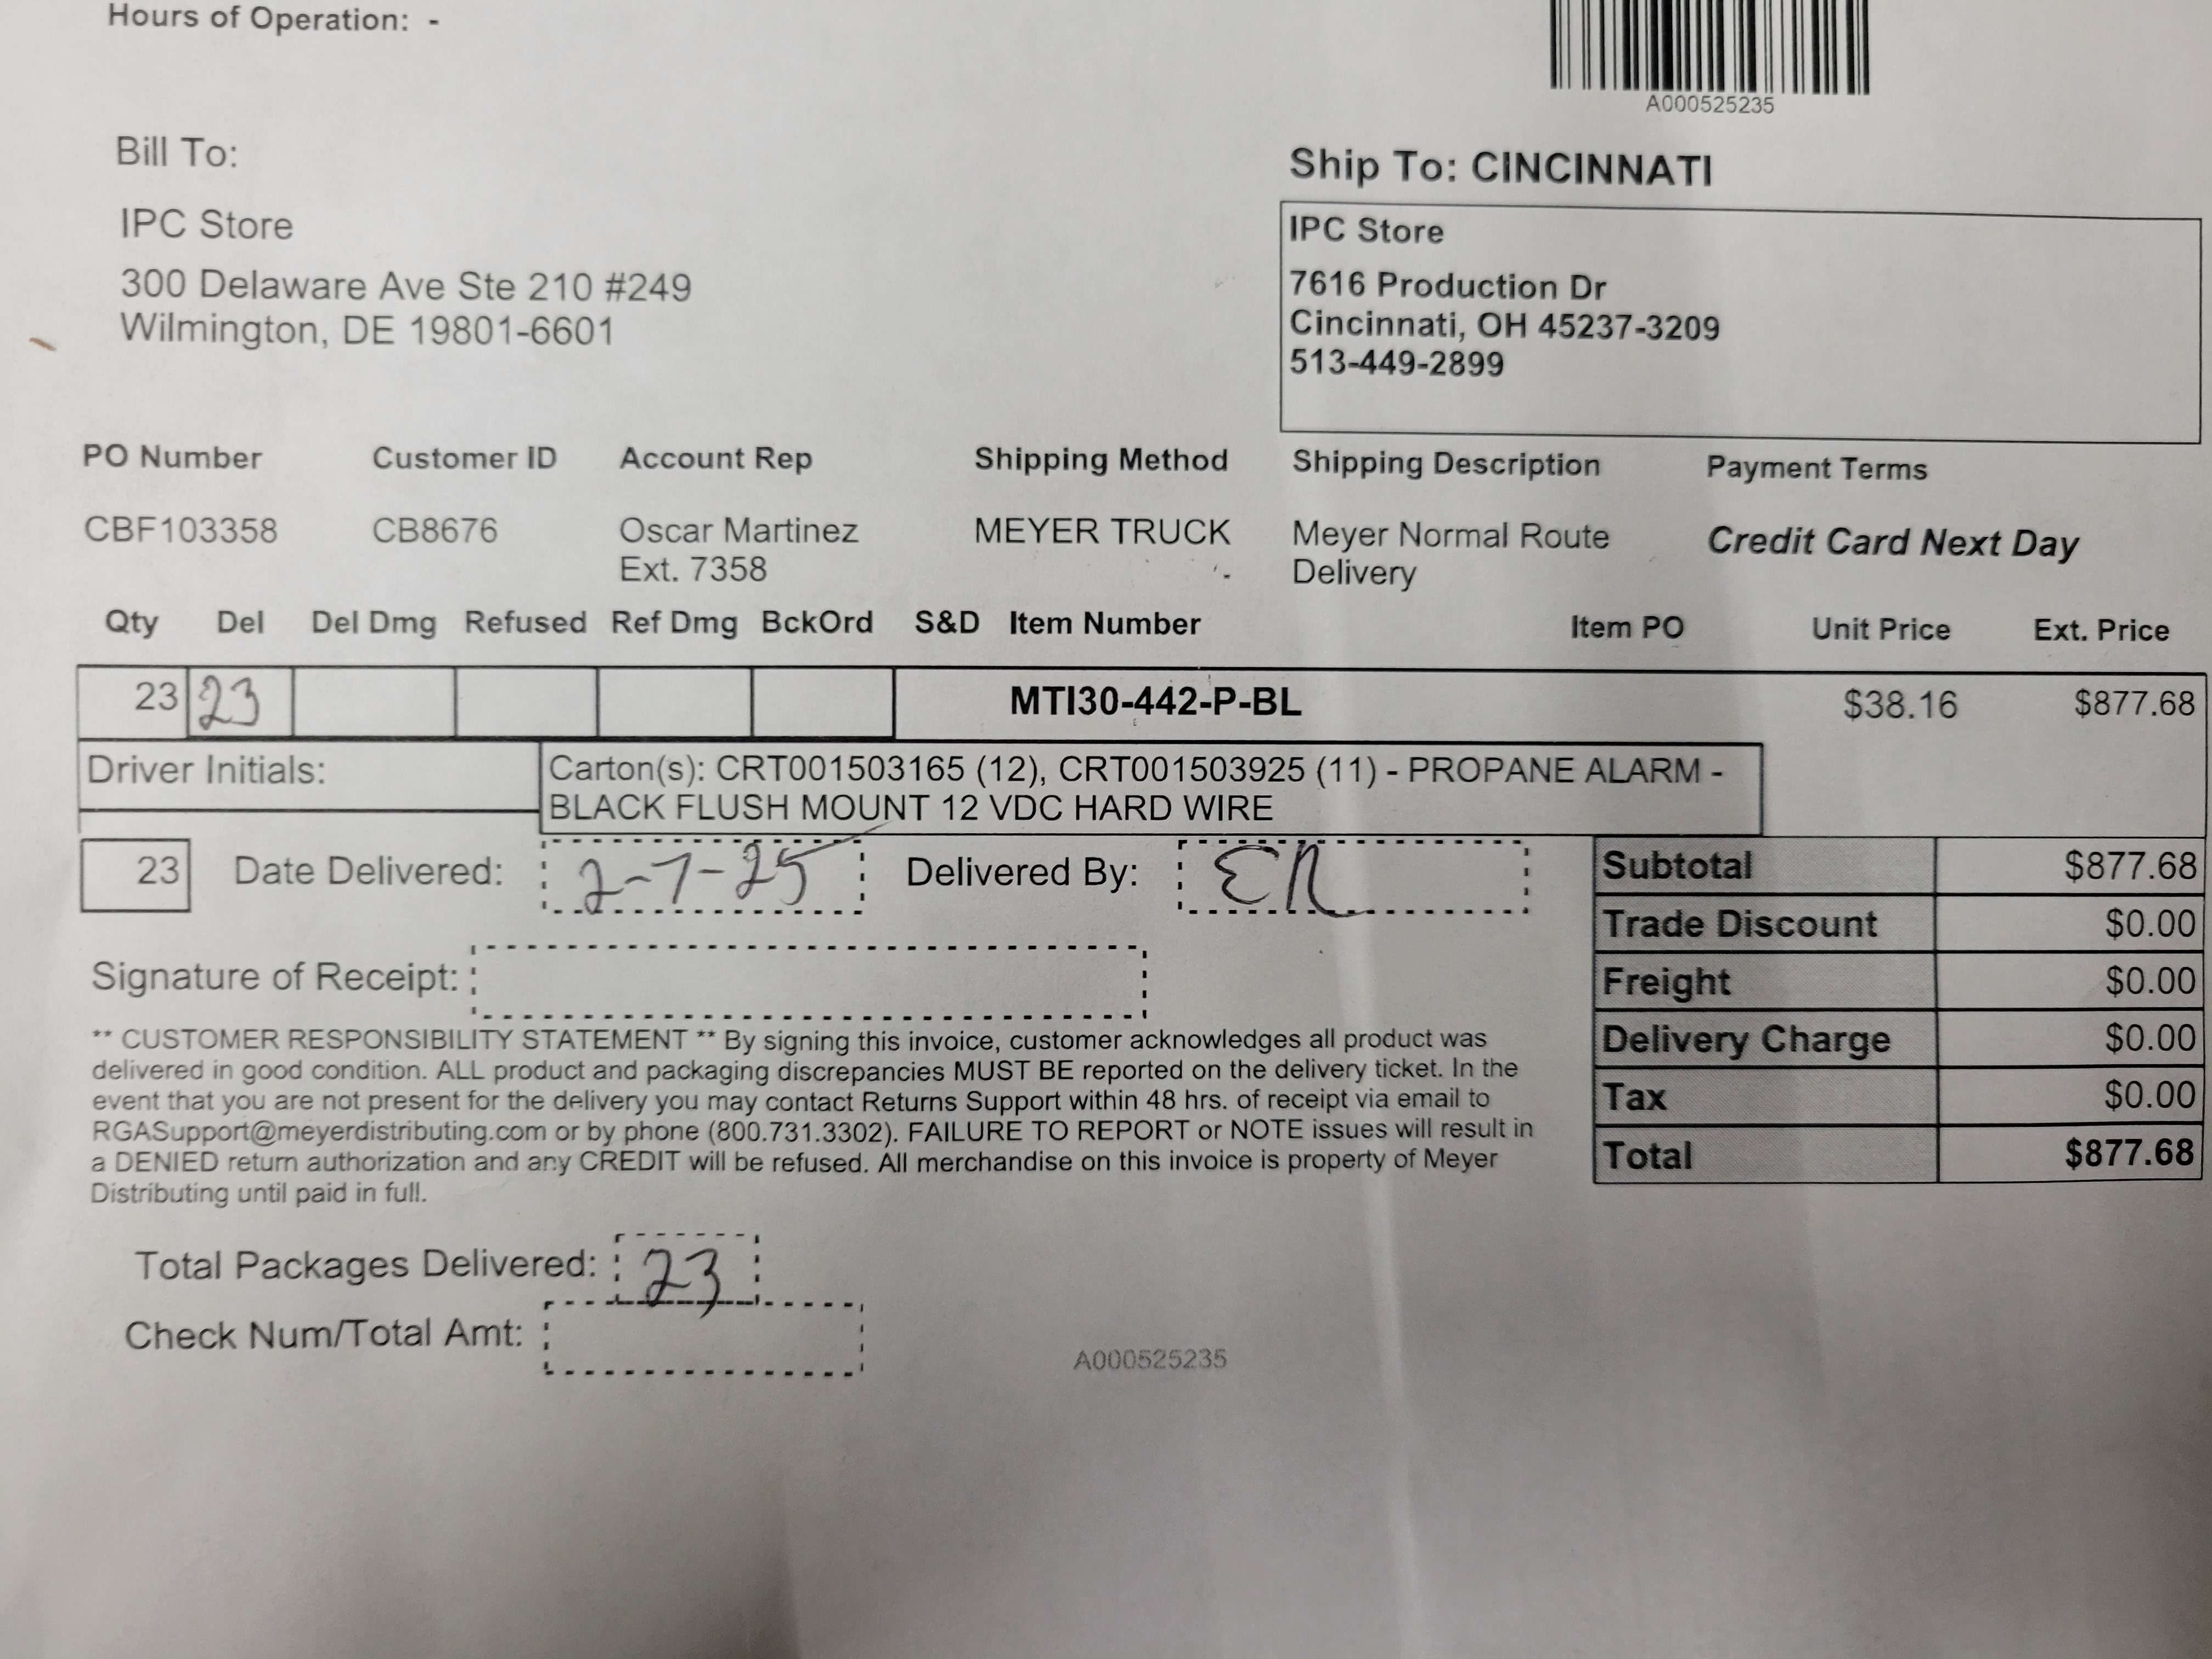 Hours of Operation: -
A000525235
Bill To:
IPC Store
300 Delaware Ave Ste 210 #249
Wilmington, DE 19801-6601
Ship To: CINCINNATI
IPC Store
7616 Production Dr
Cincinnati, OH 45237-3209
513-449-2899
PO Number Customer ID Account Rep Shipping Method Shipping Description Payment Terms
CBF103358 CB8676 Oscar Martinez MEYER TRUCK Meyer Normal Route Credit Card Next Day
Ext. 7358 Delivery
Qty Del Del Dmg Refused Ref Dmg BckOrd S&D Item Number Item PO Unit Price Ext. Price
23 23 MTI30-442-P-BL $38.16 $877.68
Driver Initials: Carton(s): CRT001503165 (12), CRT001503925 (11) - PROPANE ALARM -
BLACK FLUSH MOUNT 12 VDC HARD WIRE
23 Date Delivered: 2-7-25 Delivered By: ER
Signature of Receipt:
** CUSTOMER RESPONSIBILITY STATEMENT ** By signing this invoice, customer acknowledges all product was
delivered in good condition. ALL product and packaging discrepancies MUST BE reported on the delivery ticket. In the
event that you are not present for the delivery you may contact Returns Support within 48 hrs. of receipt via email to
RGASupport@meyerdistributing.com or by phone (800.731.3302). FAILURE TO REPORT or NOTE issues will result in
a DENIED return authorization and any CREDIT will be refused. All merchandise on this invoice is property of Meyer
Distributing until paid in full.
Subtotal $877.68
Trade Discount $0.00
Freight $0.00
Delivery Charge $0.00
Tax $0.00
Total $877.68
Total Packages Delivered: 23
Check Num/Total Amt:
A000525235